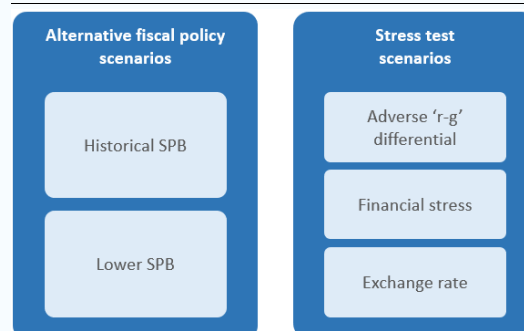 Alternative fiscal policy
scenarios
Historical SPB
Lower SPB
Stress test
scenarios
Adverse ‘r-g’
differential
Financial stress
Exchange rate